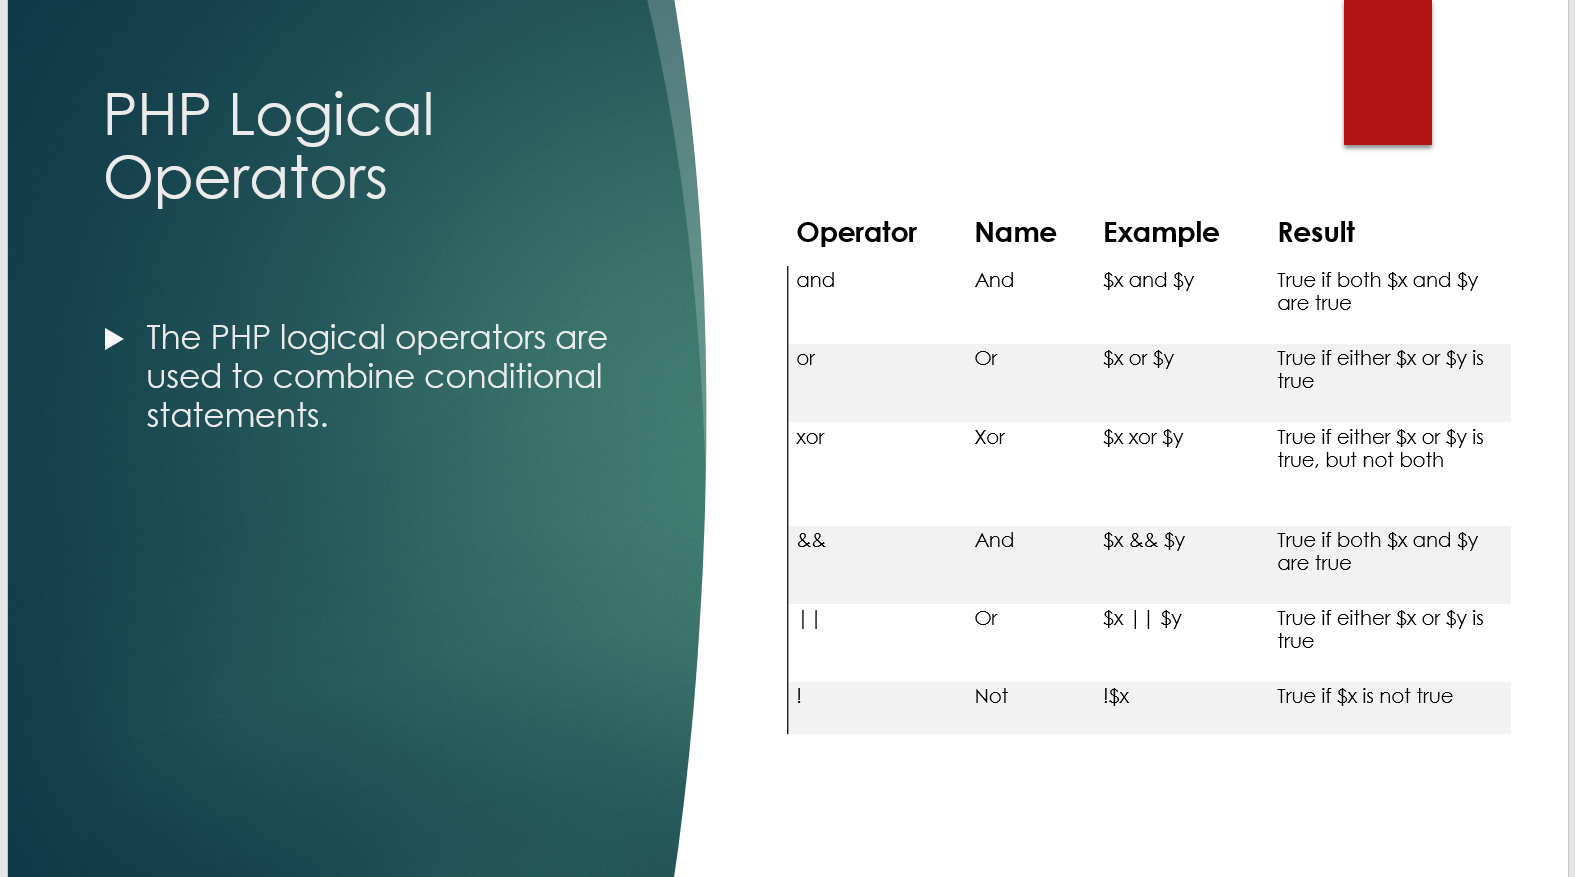 PHP Logical
Operators
The PHP logical operators are
used to combine conditional
statements.
Operator Name Example Result
and And $x and $y True if both $x and $y
are true
or Or $x or $y True if either $x or $y is
true
xor Xor $x xor $y True if either $x or $y is
true, but not both
&& And $x && $y True if both $x and $y
are true
|| Or $x || $y True if either $x or $y is
true
! Not !$x True if $x is not true